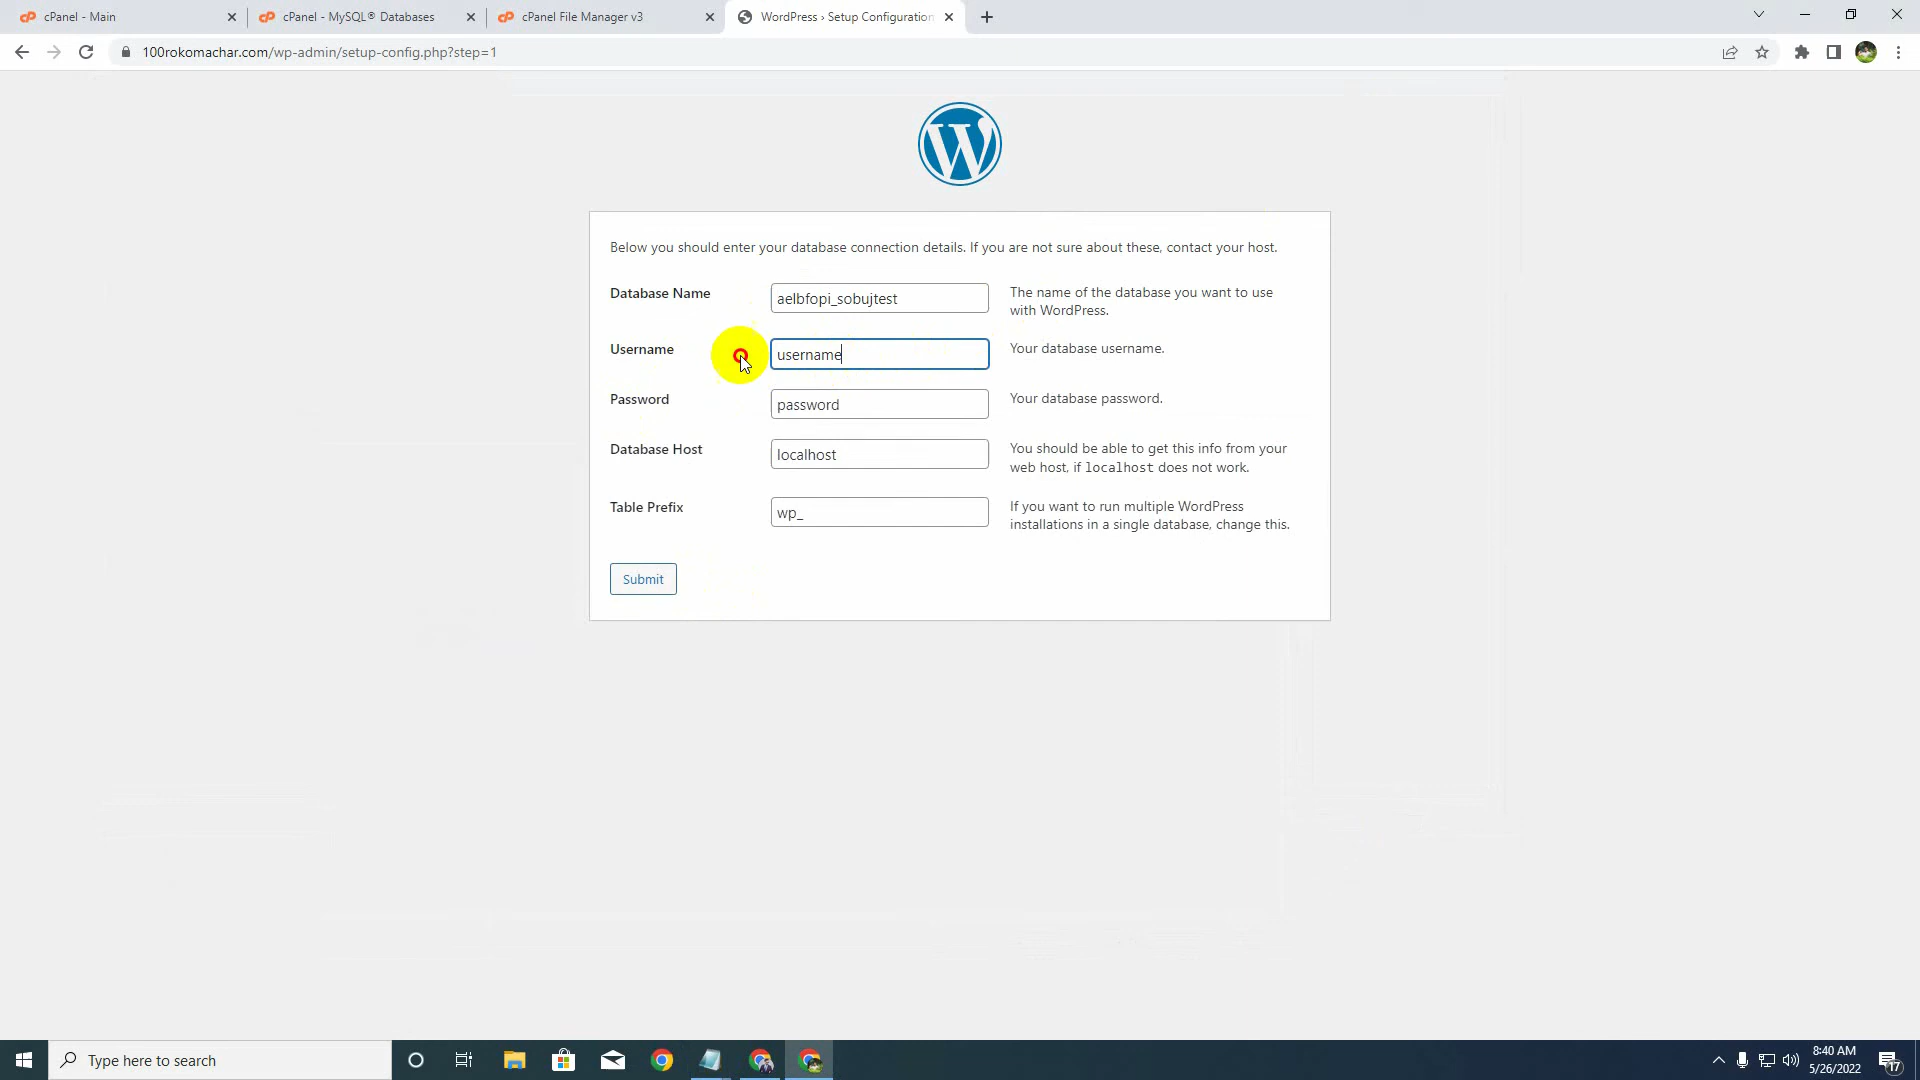 cPanel - Main
cPanel - MySQL® Databases
cPanel File Manager v3
WordPress › Setup Configuration
100rokomachar.com/wp-admin/setup-config.php?step=1
Below you should enter your database connection details. If you are not sure about these, contact your host.
Database Name
aelbfopi_sobujtest
The name of the database you want to use
with WordPress.
Username
username
Your database username.
Password
password
Your database password.
Database Host
localhost
You should be able to get this info from your
web host, if localhost does not work.
Table Prefix
wp_
If you want to run multiple WordPress
installations in a single database, change this.
Submit
Type here to search
8:40 AM
5/26/2022
17